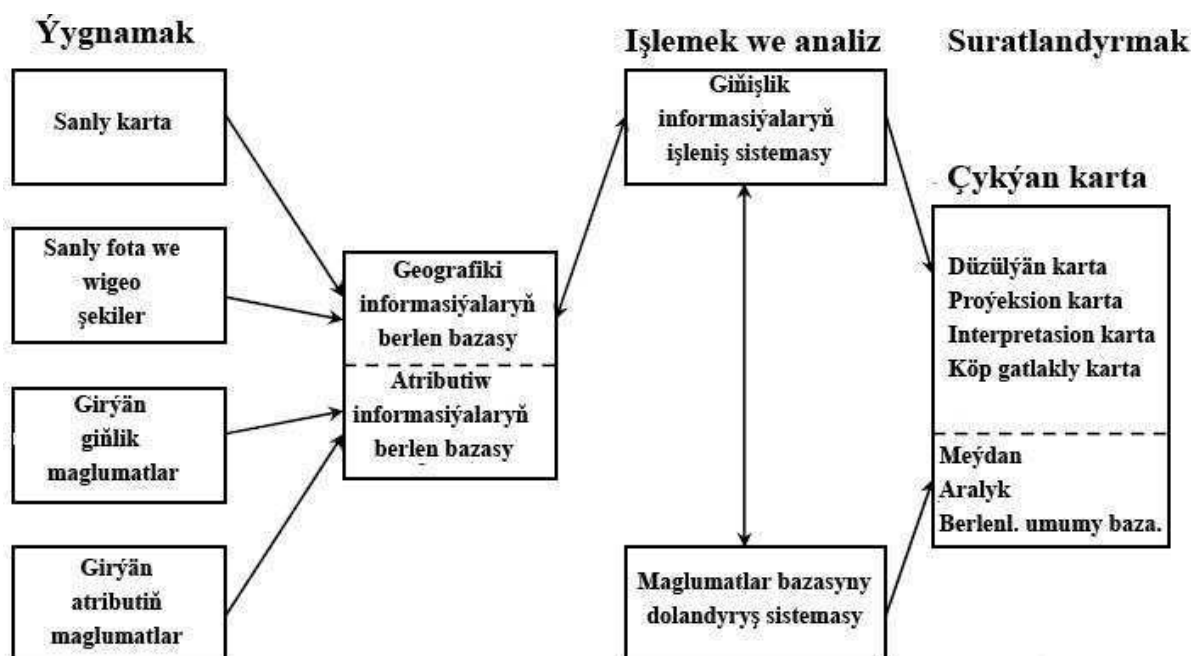 Ýygnamak
Sanly karta
Sanly fota we
wigeo
şekiler
Girýän
giňlik
maglumatlar
Girýän
atributiň
maglumatlar
Geografiki
informasiýalaryň
berlen bazasy
Atributiw
informasiýalaryň
berlen bazasy
Işlemek we analiz
Giňişlik
informasiýalaryň
işleniş sistemasy
Maglumatlar bazasyny
dolandyryş sistemasy
Suratlandyrmak
Çykýan karta
Düzülýän karta
Proýeksion karta
Interpretasion karta
Köp gatlakly karta
Meýdan
Aralyk
Berlenl. umumy baza.